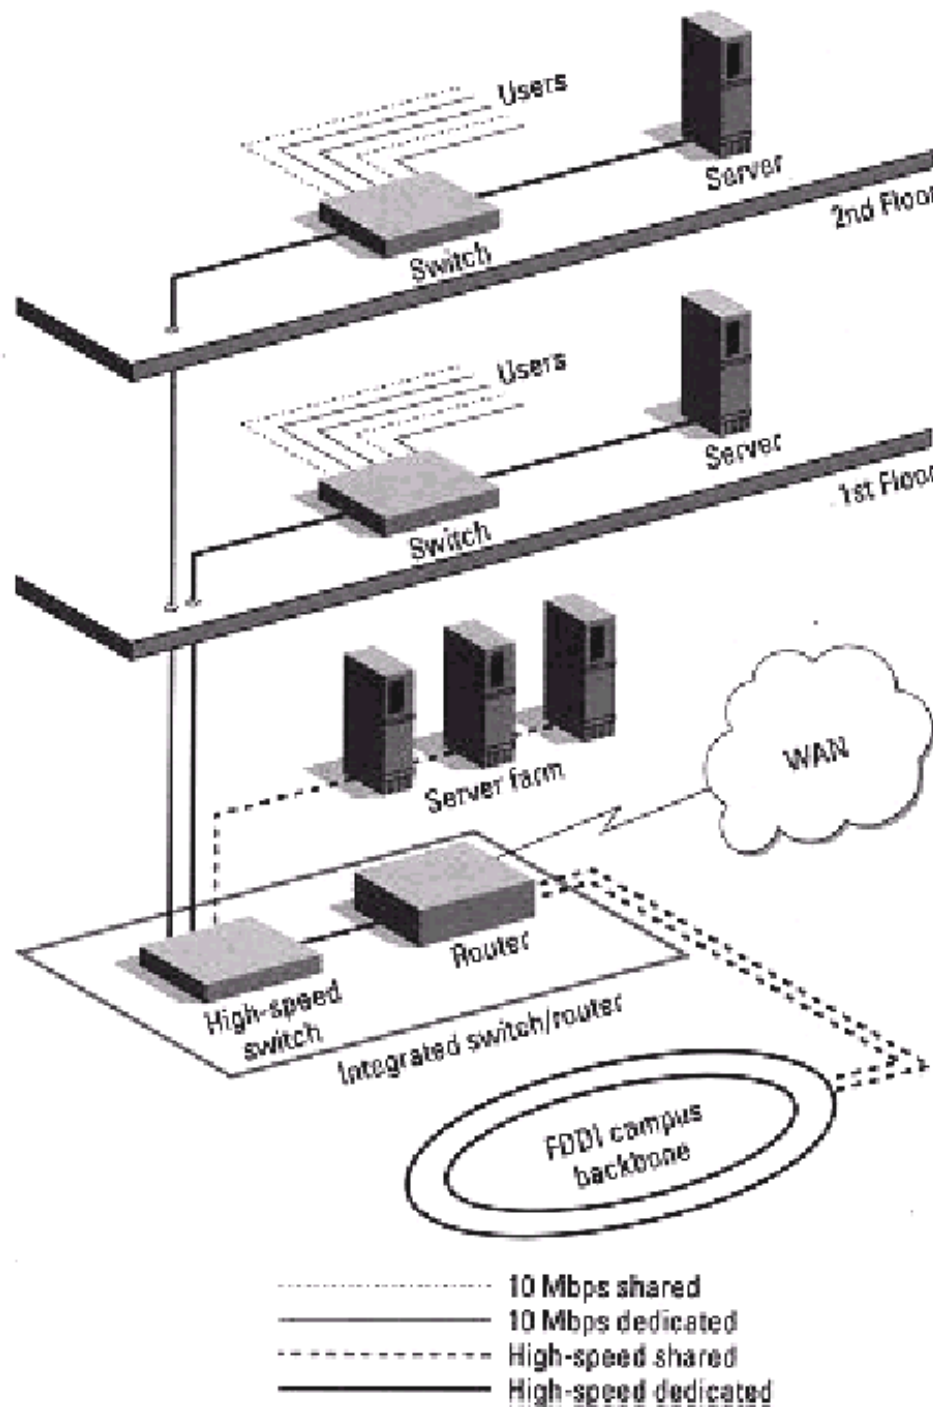 Users
Server
2nd Floor
Switch
Users
Server
1st Floor
Switch
Server farm
WAN
Router
High-speed
switch
Integrated switch/router
FDDI campus
backbone
10 Mbps shared
10 Mbps dedicated
High-speed shared
High-speed dedicated